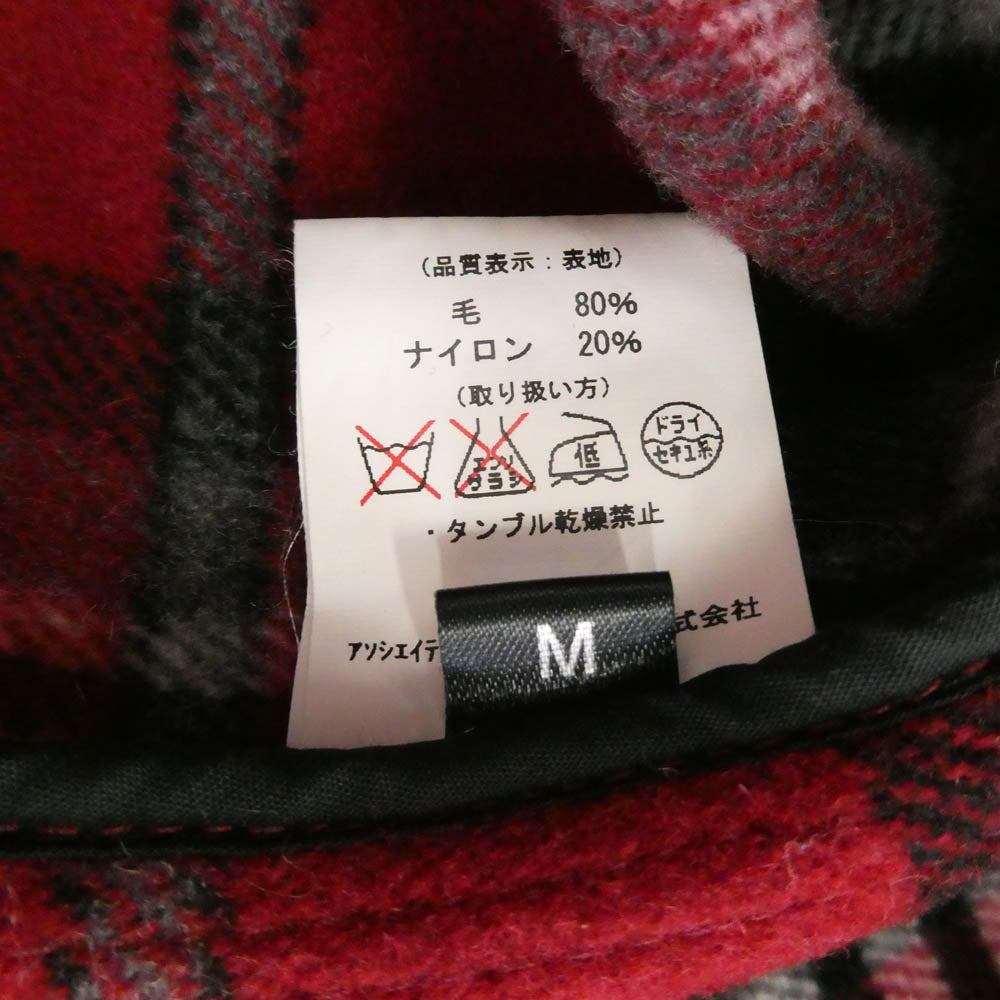 (品質表示：表地)
毛 80%
ナイロン 20%
(取り扱い方)
エンソ
サラシ
低
ドライ
セキユ系
・タンブル乾燥禁止
アソシエイテ
式会社
M